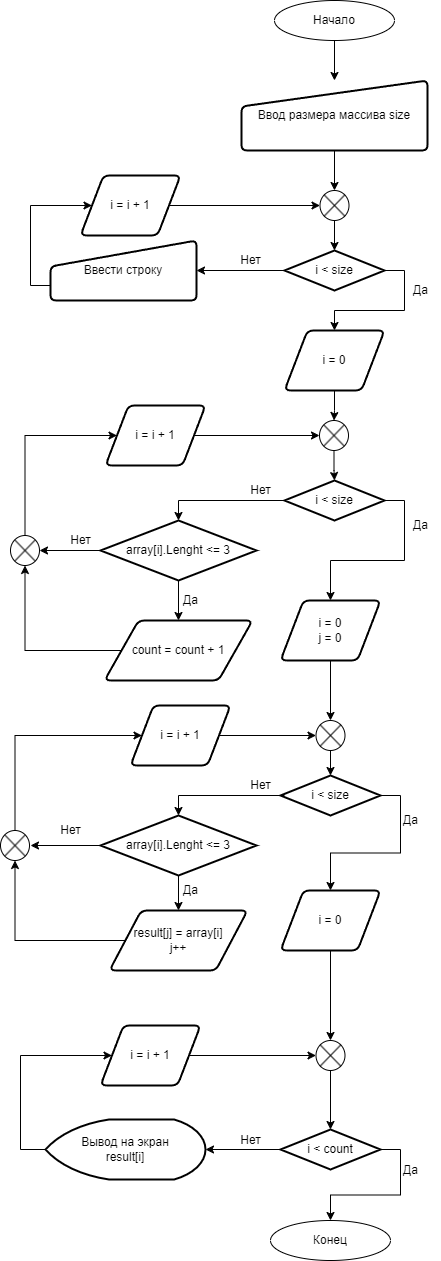 Начало
Ввод размера массива size
i = i + 1
Ввести строку
Нет
i < size
Да
i = 0
i = i + 1
Нет
i < size
Да
Нет
array[i].Lenght <= 3
Да
count = count + 1
i = 0
j = 0
i = i + 1
Нет
i < size
Да
Нет
array[i].Lenght <= 3
Да
result[j] = array[i]
j++
i = 0
i = i + 1
Вывод на экран
result[i]
Нет
i < count
Да
Конец